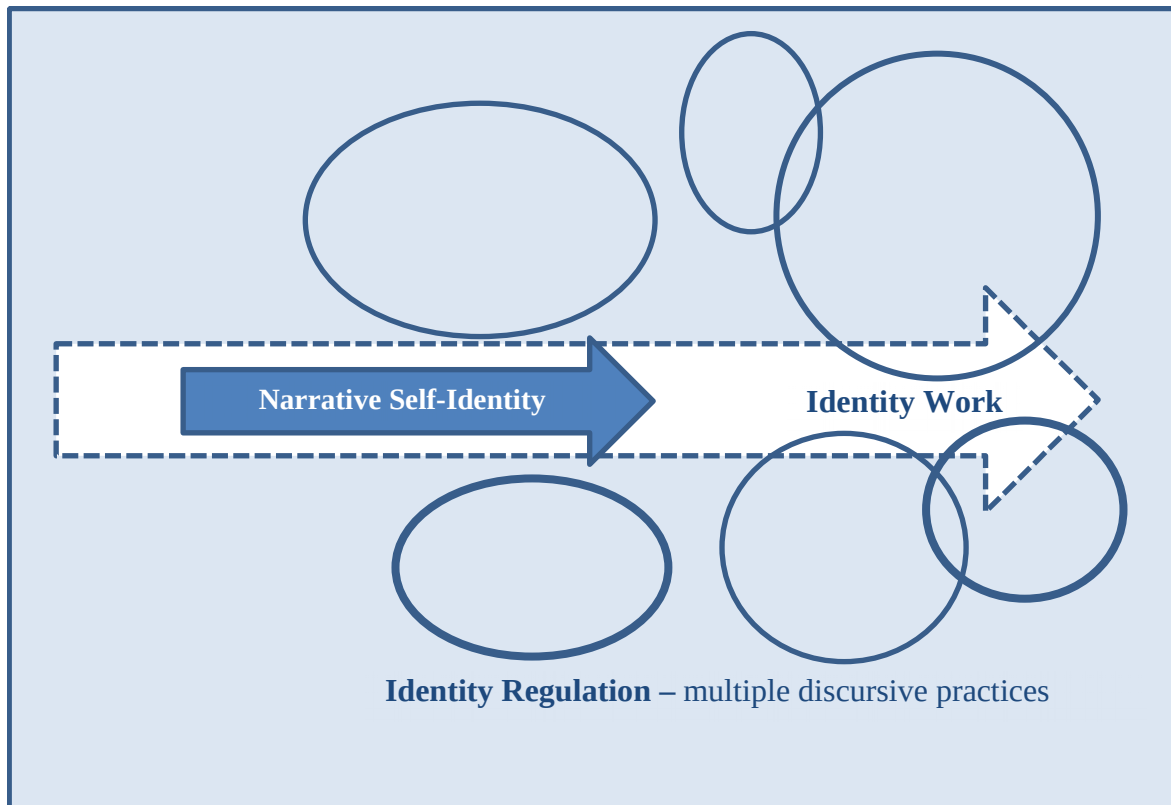 Narrative Self-Identity
Identity Work
Identity Regulation – multiple discursive practices